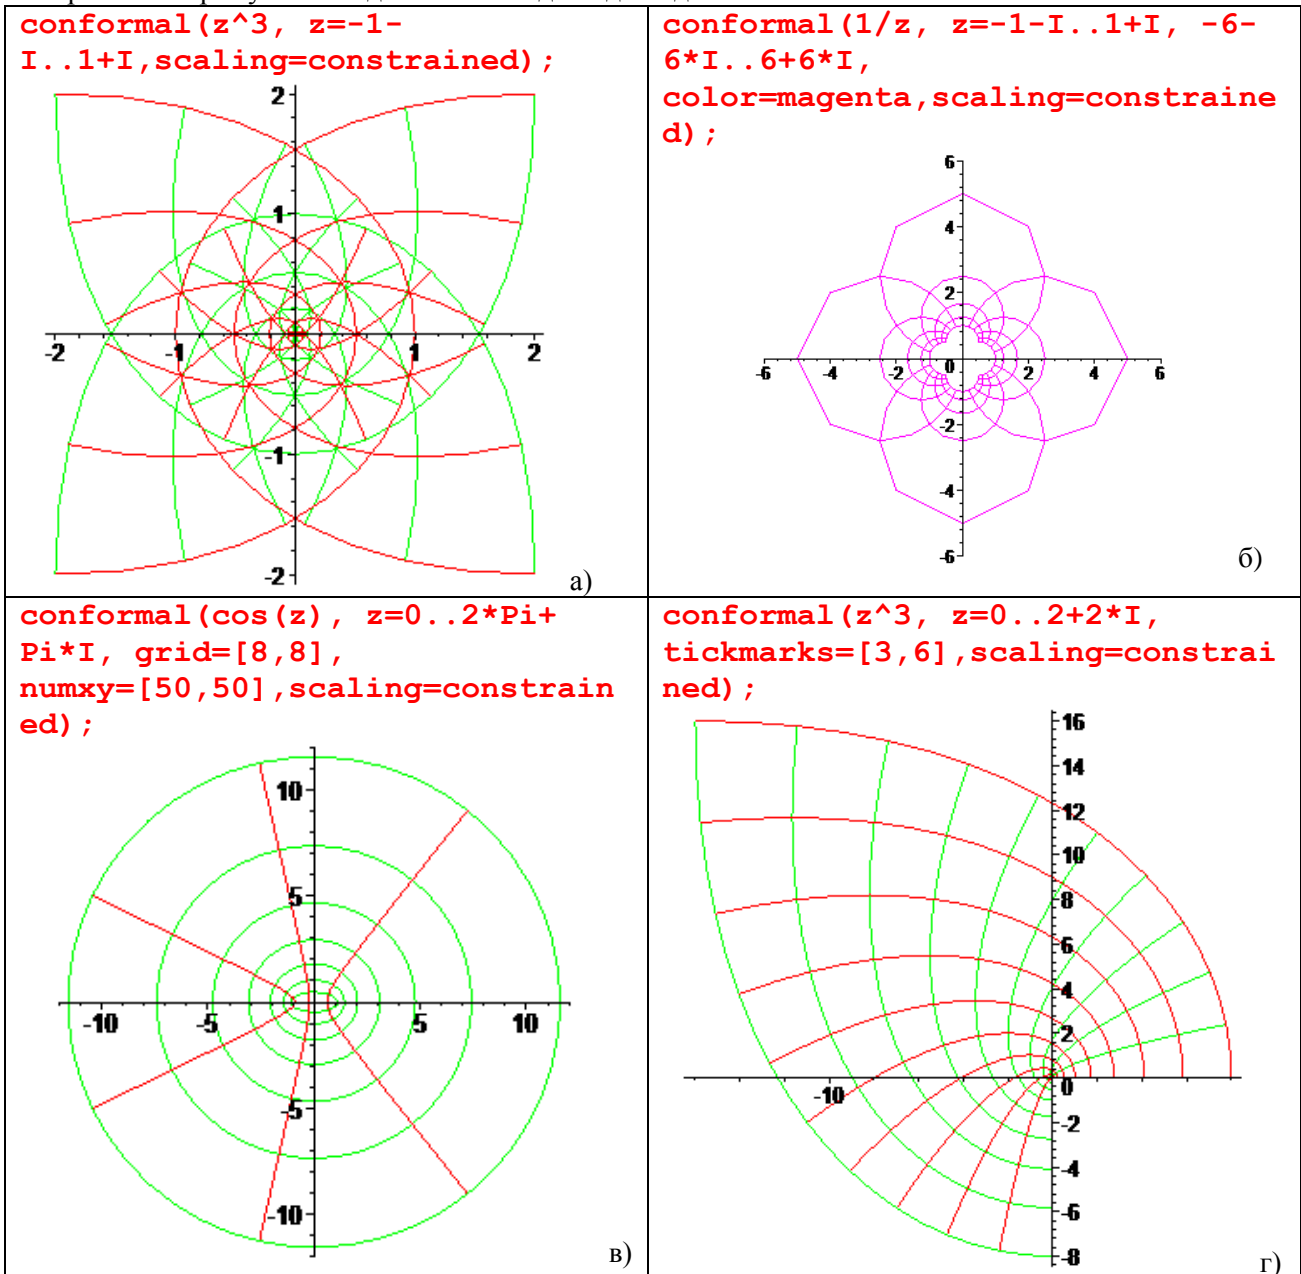 conformal(z^3, z=-1-
I..1+I,scaling=constrained);
2
1
-2
-1
1
2
-1
-2
а)
conformal(1/z, z=-1-I..1+I, -6-
6*I..6+6*I,
color=magenta,scaling=constraine
d);
6
4
2
-6
-4
-2
0
2
4
6
-2
-4
-6
б)
conformal(cos(z), z=0..2*Pi+
Pi*I, grid=[8,8],
numxy=[50,50],scaling=constrain
ed);
10
5
-10
-5
5
10
-5
-10
в)
conformal(z^3, z=0..2+2*I,
tickmarks=[3,6],scaling=constrai
ned);
16
14
12
10
8
6
4
2
-10
0
-2
-4
-6
-8
г)